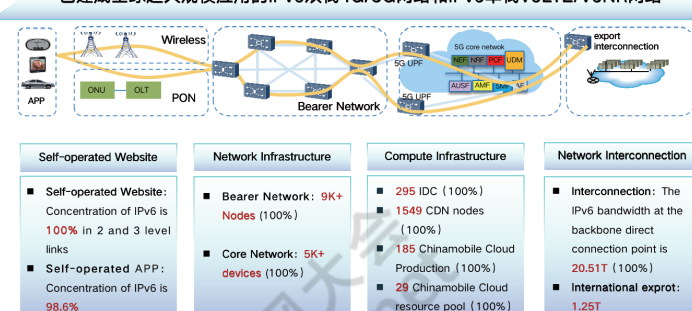 Wireless
export
interconnection
5G core netwrok
5G UPF
NEF NRF PCF UDM
ONU OLT
APP
PON
AUSF AMF SMF
5G UPF
Bearer Network
Self-operated Website
Network Infrastructure
Compute Infrastructure
Network Interconnection
■ Self-operated Website:
Concentration of IPv6 is
100% in 2 and 3 level
links
■ Self-operated APP:
Concentration of IPv6 is
98.6%
■ Bearer Network: 9K+
Nodes (100%)
■ Core Network: 5K+
devices (100%)
■ 295 IDC (100%)
■ 1549 CDN nodes
(100%)
■ 185 Chinamobile Cloud
Production (100%)
■ 29 Chinamobile Cloud
resource pool (100%)
■ Interconnection: The
IPv6 bandwidth at the
backbone direct
connection point is
20.51T (100%)
■ International exprot:
1.25T